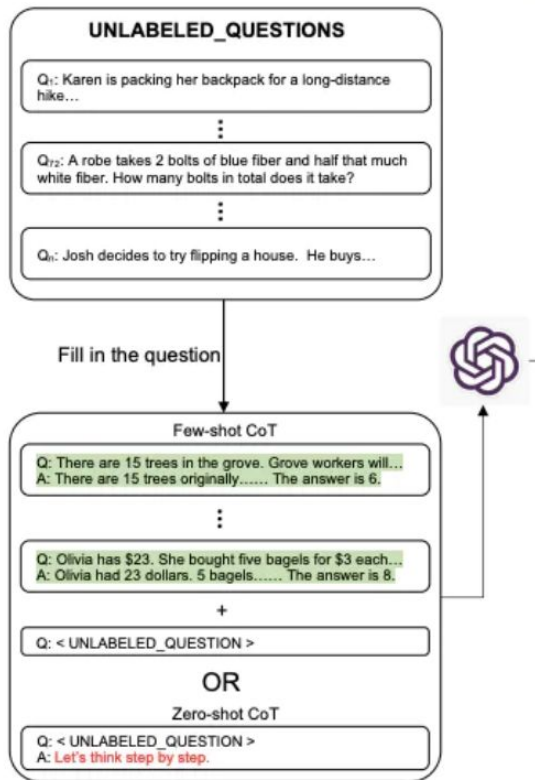 UNLABELED_QUESTIONS
Q₁: Karen is packing her backpack for a long-distance
hike…
⋮
Q₇₂: A robe takes 2 bolts of blue fiber and half that much
white fiber. How many bolts in total does it take?
⋮
Qₙ: Josh decides to try flipping a house.  He buys…
Fill in the question
Few-shot CoT
Q: There are 15 trees in the grove. Grove workers will…
A: There are 15 trees originally…… The answer is 6.
⋮
Q: Olivia has $23. She bought five bagels for $3 each…
A: Olivia had 23 dollars. 5 bagels…… The answer is 8.
+
Q: < UNLABELED_QUESTION >
OR
Zero-shot CoT
Q: < UNLABELED_QUESTION >
A: Let's think step by step.